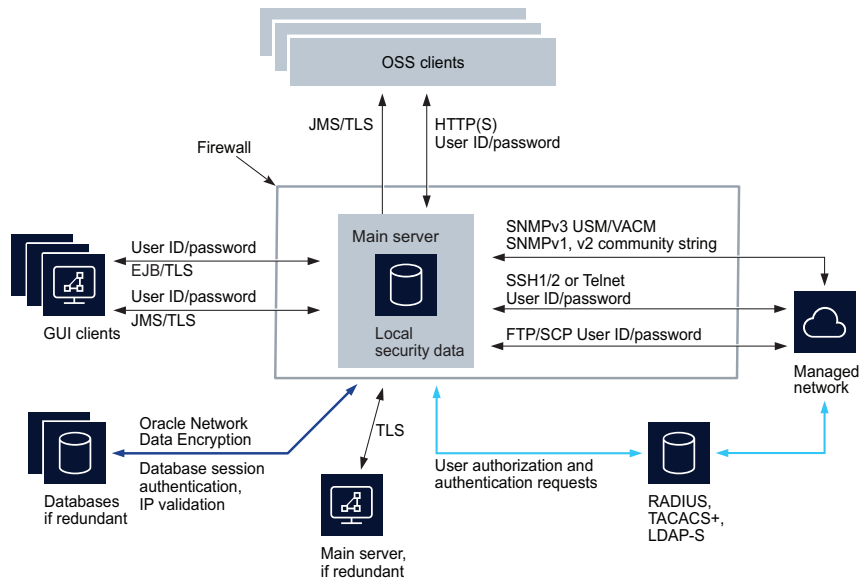 OSS clients
JMS/TLS
HTTP(S)
User ID/password
Firewall
Main server
Local
security data
SNMPv3 USM/VACM
SNMPv1, v2 community string
User ID/password
EJB/TLS
User ID/password
JMS/TLS
GUI clients
SSH1/2 or Telnet
User ID/password
FTP/SCP User ID/password
Managed
network
Oracle Network
Data Encryption
Database session
authentication,
IP validation
Databases
if redundant
TLS
Main server,
if redundant
User authorization and
authentication requests
RADIUS,
TACACS+,
LDAP-S